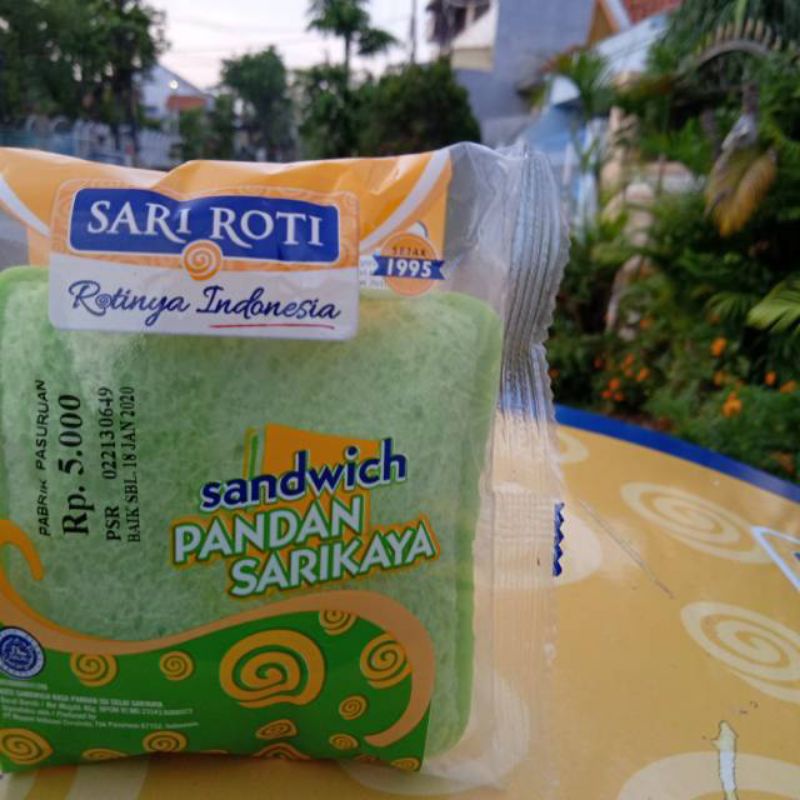 SARI ROTI
Rotinya Indonesia
SEJAK
1995
PABRIK PASURUAN
Rp. 5.000
PSR 022130649
BAIK SBL. 18 JAN 2020
sandwich
PANDAN
SARIKAYA